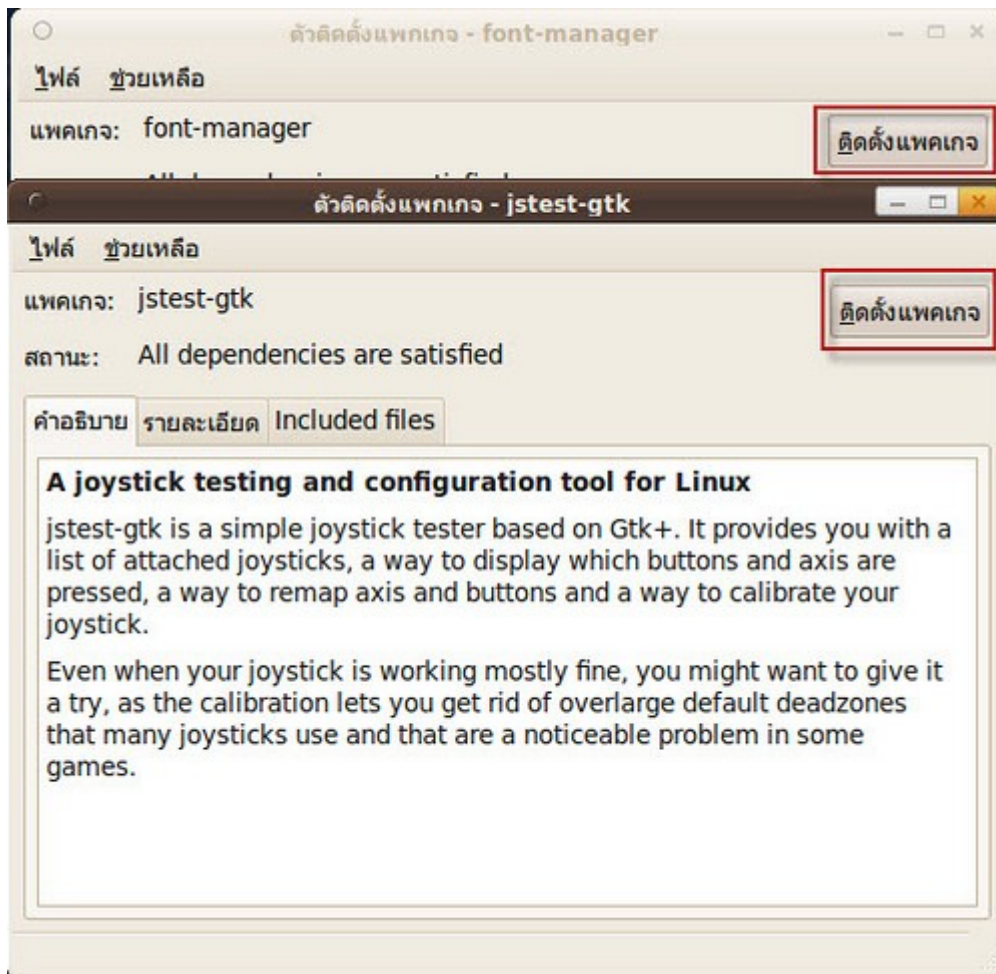 ตัวติดตั้งแพกเกจ - font-manager
ไฟล์ ช่วยเหลือ
แพคเกจ: font-manager
ติดตั้งแพคเกจ
ตัวติดตั้งแพกเกจ - jstest-gtk
ไฟล์ ช่วยเหลือ
แพคเกจ: jstest-gtk
ติดตั้งแพคเกจ
สถานะ: All dependencies are satisfied
คำอธิบาย รายละเอียด Included files
A joystick testing and configuration tool for Linux
jstest-gtk is a simple joystick tester based on Gtk+. It provides you with a
list of attached joysticks, a way to display which buttons and axis are
pressed, a way to remap axis and buttons and a way to calibrate your
joystick.
Even when your joystick is working mostly fine, you might want to give it
a try, as the calibration lets you get rid of overlarge default deadzones
that many joysticks use and that are a noticeable problem in some
games.